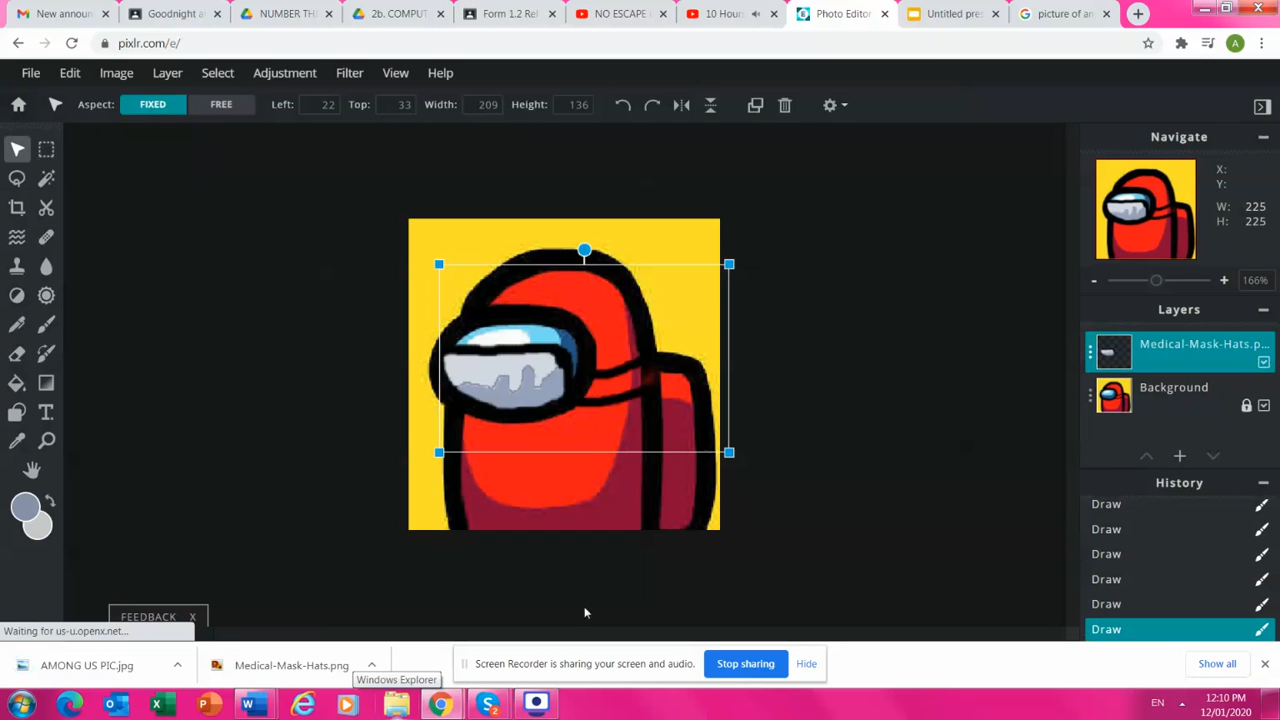 New announ
Goodnight a
NUMBER TH
2b. COMPUT
Form 1.2 Rel
NO ESCAPE
10 Hour
Photo Editor
Untitled pre
picture of an
pixlr.com/e/
A
File Edit Image Layer Select Adjustment Filter View Help
Aspect: FIXED FREE Left: 22 Top: 33 Width: 209 Height: 136
Navigate
X:
Y:
W: 225
H: 225
166%
Layers
Medical-Mask-Hats.p...
Background
History
Draw
Draw
Draw
Draw
Draw
Draw
FEEDBACK X
Waiting for us-u.openx.net...
AMONG US PIC.jpg
Medical-Mask-Hats.png
Screen Recorder is sharing your screen and audio. Stop sharing Hide
Show all
Windows Explorer
EN
12:10 PM
12/01/2020